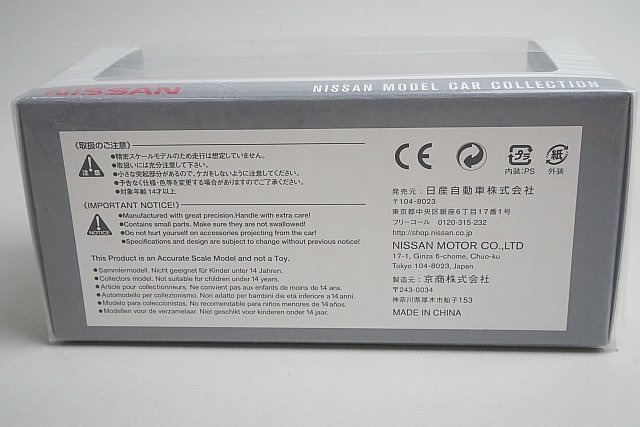 NISSAN
NISSAN MODEL CAR COLLECTION
《取扱のご注意》
注意
●精密スケールモデルのため走行は想定していません。
●取扱いには充分注意して下さい。
●小さな突起部分があるので、ケガをしないように注意してください。
●予告なく仕様・色等を変更する場合がありますのでご了承ください。
●対象年齢14才以上
《IMPORTANT NOTICE!》
NOTICE
●Manufactured with great precision.Handle with extra care!
●Contains small parts. Make sure they are not swallowed!
●Do not hurt yourself on accessories projecting from the car!
●Specifications and design are subject to change without previous notice!
This Product is an Accurate Scale Model and not a Toy.
●Sammlermodell. Nicht geeignet für Kinder unter 14 Jahren.
●Collectors model. Not suitable for children under 14 years.
●Article pour collectionneurs. Ne convient pas aux enfants de moins de 14 ans.
●Automodello per collezionismo. Non adatto per bambini die età inferiore a 14 anni.
●Modelo para coleccionistas. No recomendable para niños menores de 14 años.
●Modellen voor de verzamelaar. Niet geschikt voor kinderen onder 14 jaar.
CE
プラ
紙
内装:PS
外装
発売元:日産自動車株式会社
〒104-8023
東京都中央区銀座6丁目17番1号
フリーコール 0120-315-232
http://shop.nissan.co.jp
NISSAN MOTOR CO.,LTD
17-1, Ginza 6-chome, Chuo-ku
Tokyo 104-8023, Japan
製造元:京商株式会社
〒243-0034
神奈川県厚木市船子153
MADE IN CHINA